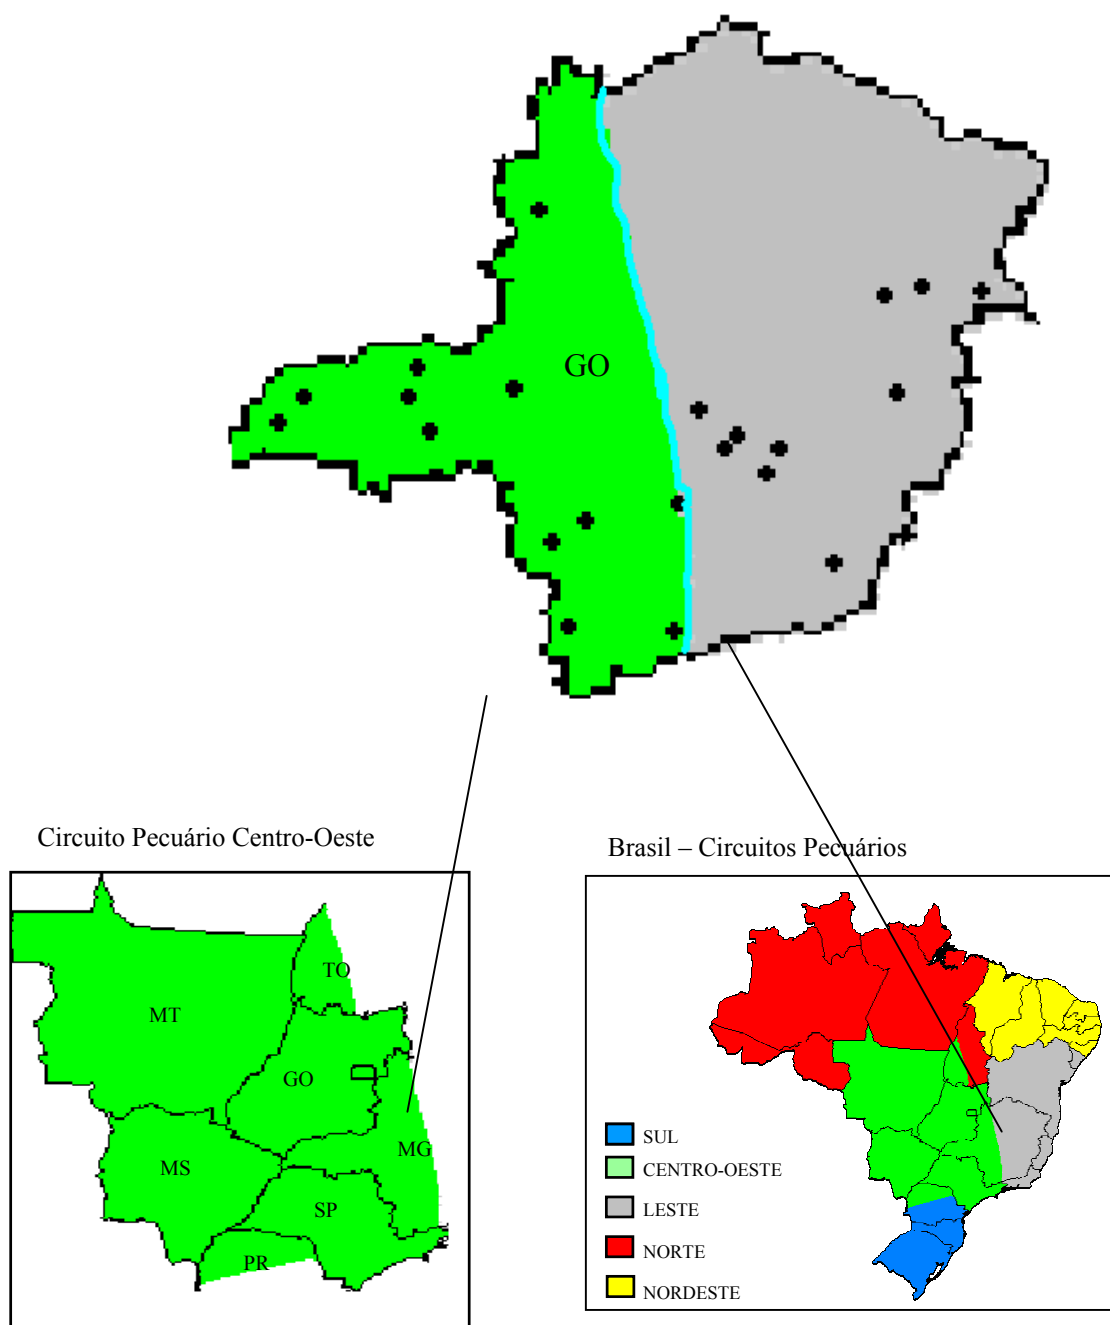 GO
Circuito Pecuário Centro-Oeste
Brasil – Circuitos Pecuários
TO
MT
GO
MG
MS
SP
PR
SUL
CENTRO-OESTE
LESTE
NORTE
NORDESTE